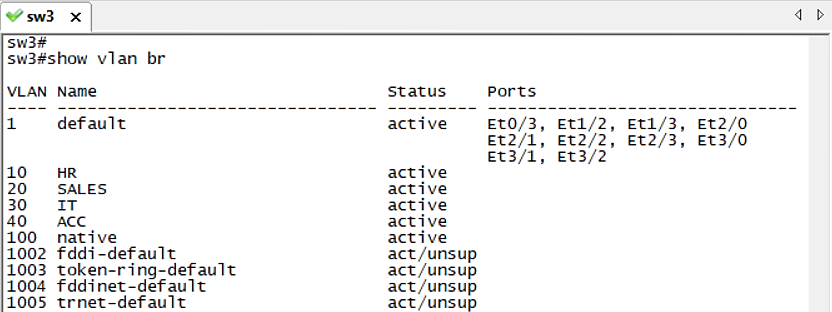 sw3
sw3#
sw3#show vlan br
VLAN Name                             Status    Ports
---- -------------------------------- --------- -------------------------------
1    default                          active    Et0/3, Et1/2, Et1/3, Et2/0
                                                Et2/1, Et2/2, Et2/3, Et3/0
                                                Et3/1, Et3/2
10   HR                               active
20   SALES                            active
30   IT                               active
40   ACC                              active
100  native                           active
1002 fddi-default                     act/unsup
1003 token-ring-default               act/unsup
1004 fddinet-default                  act/unsup
1005 trnet-default                    act/unsup